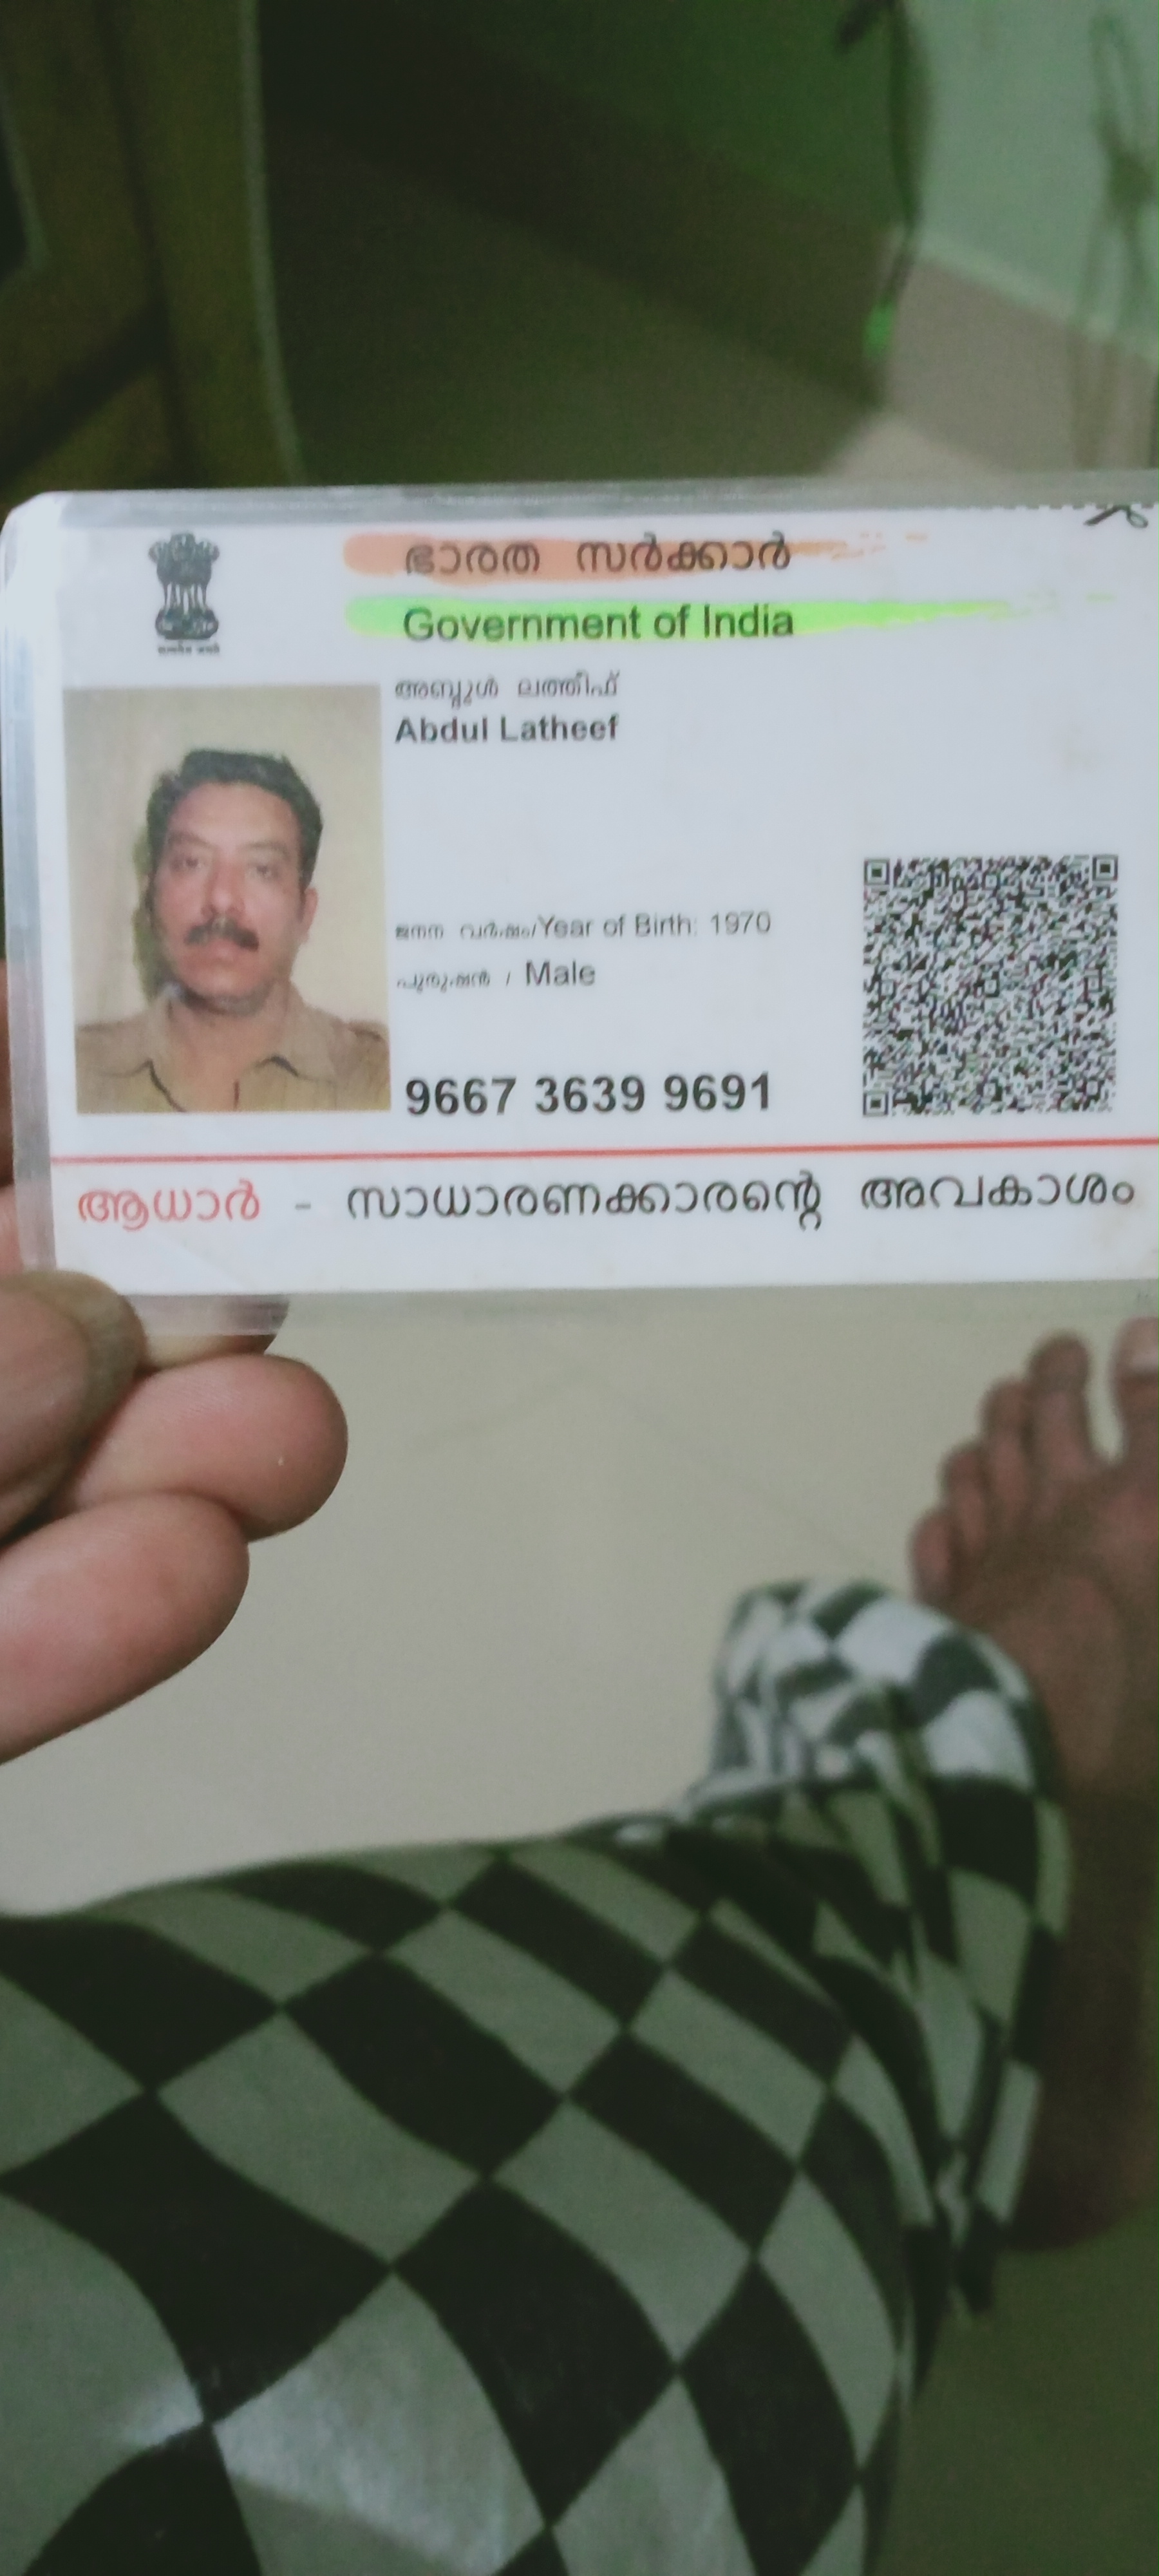 ഭാരത സർക്കാർ
Government of India
അബ്ദുൾ ലത്തീഫ്
Abdul Latheef
ജനന വർഷം/Year of Birth: 1970
പുരുഷൻ / Male
9667 3639 9691
ആധാർ - സാധാരണക്കാരന്റെ അവകാശം